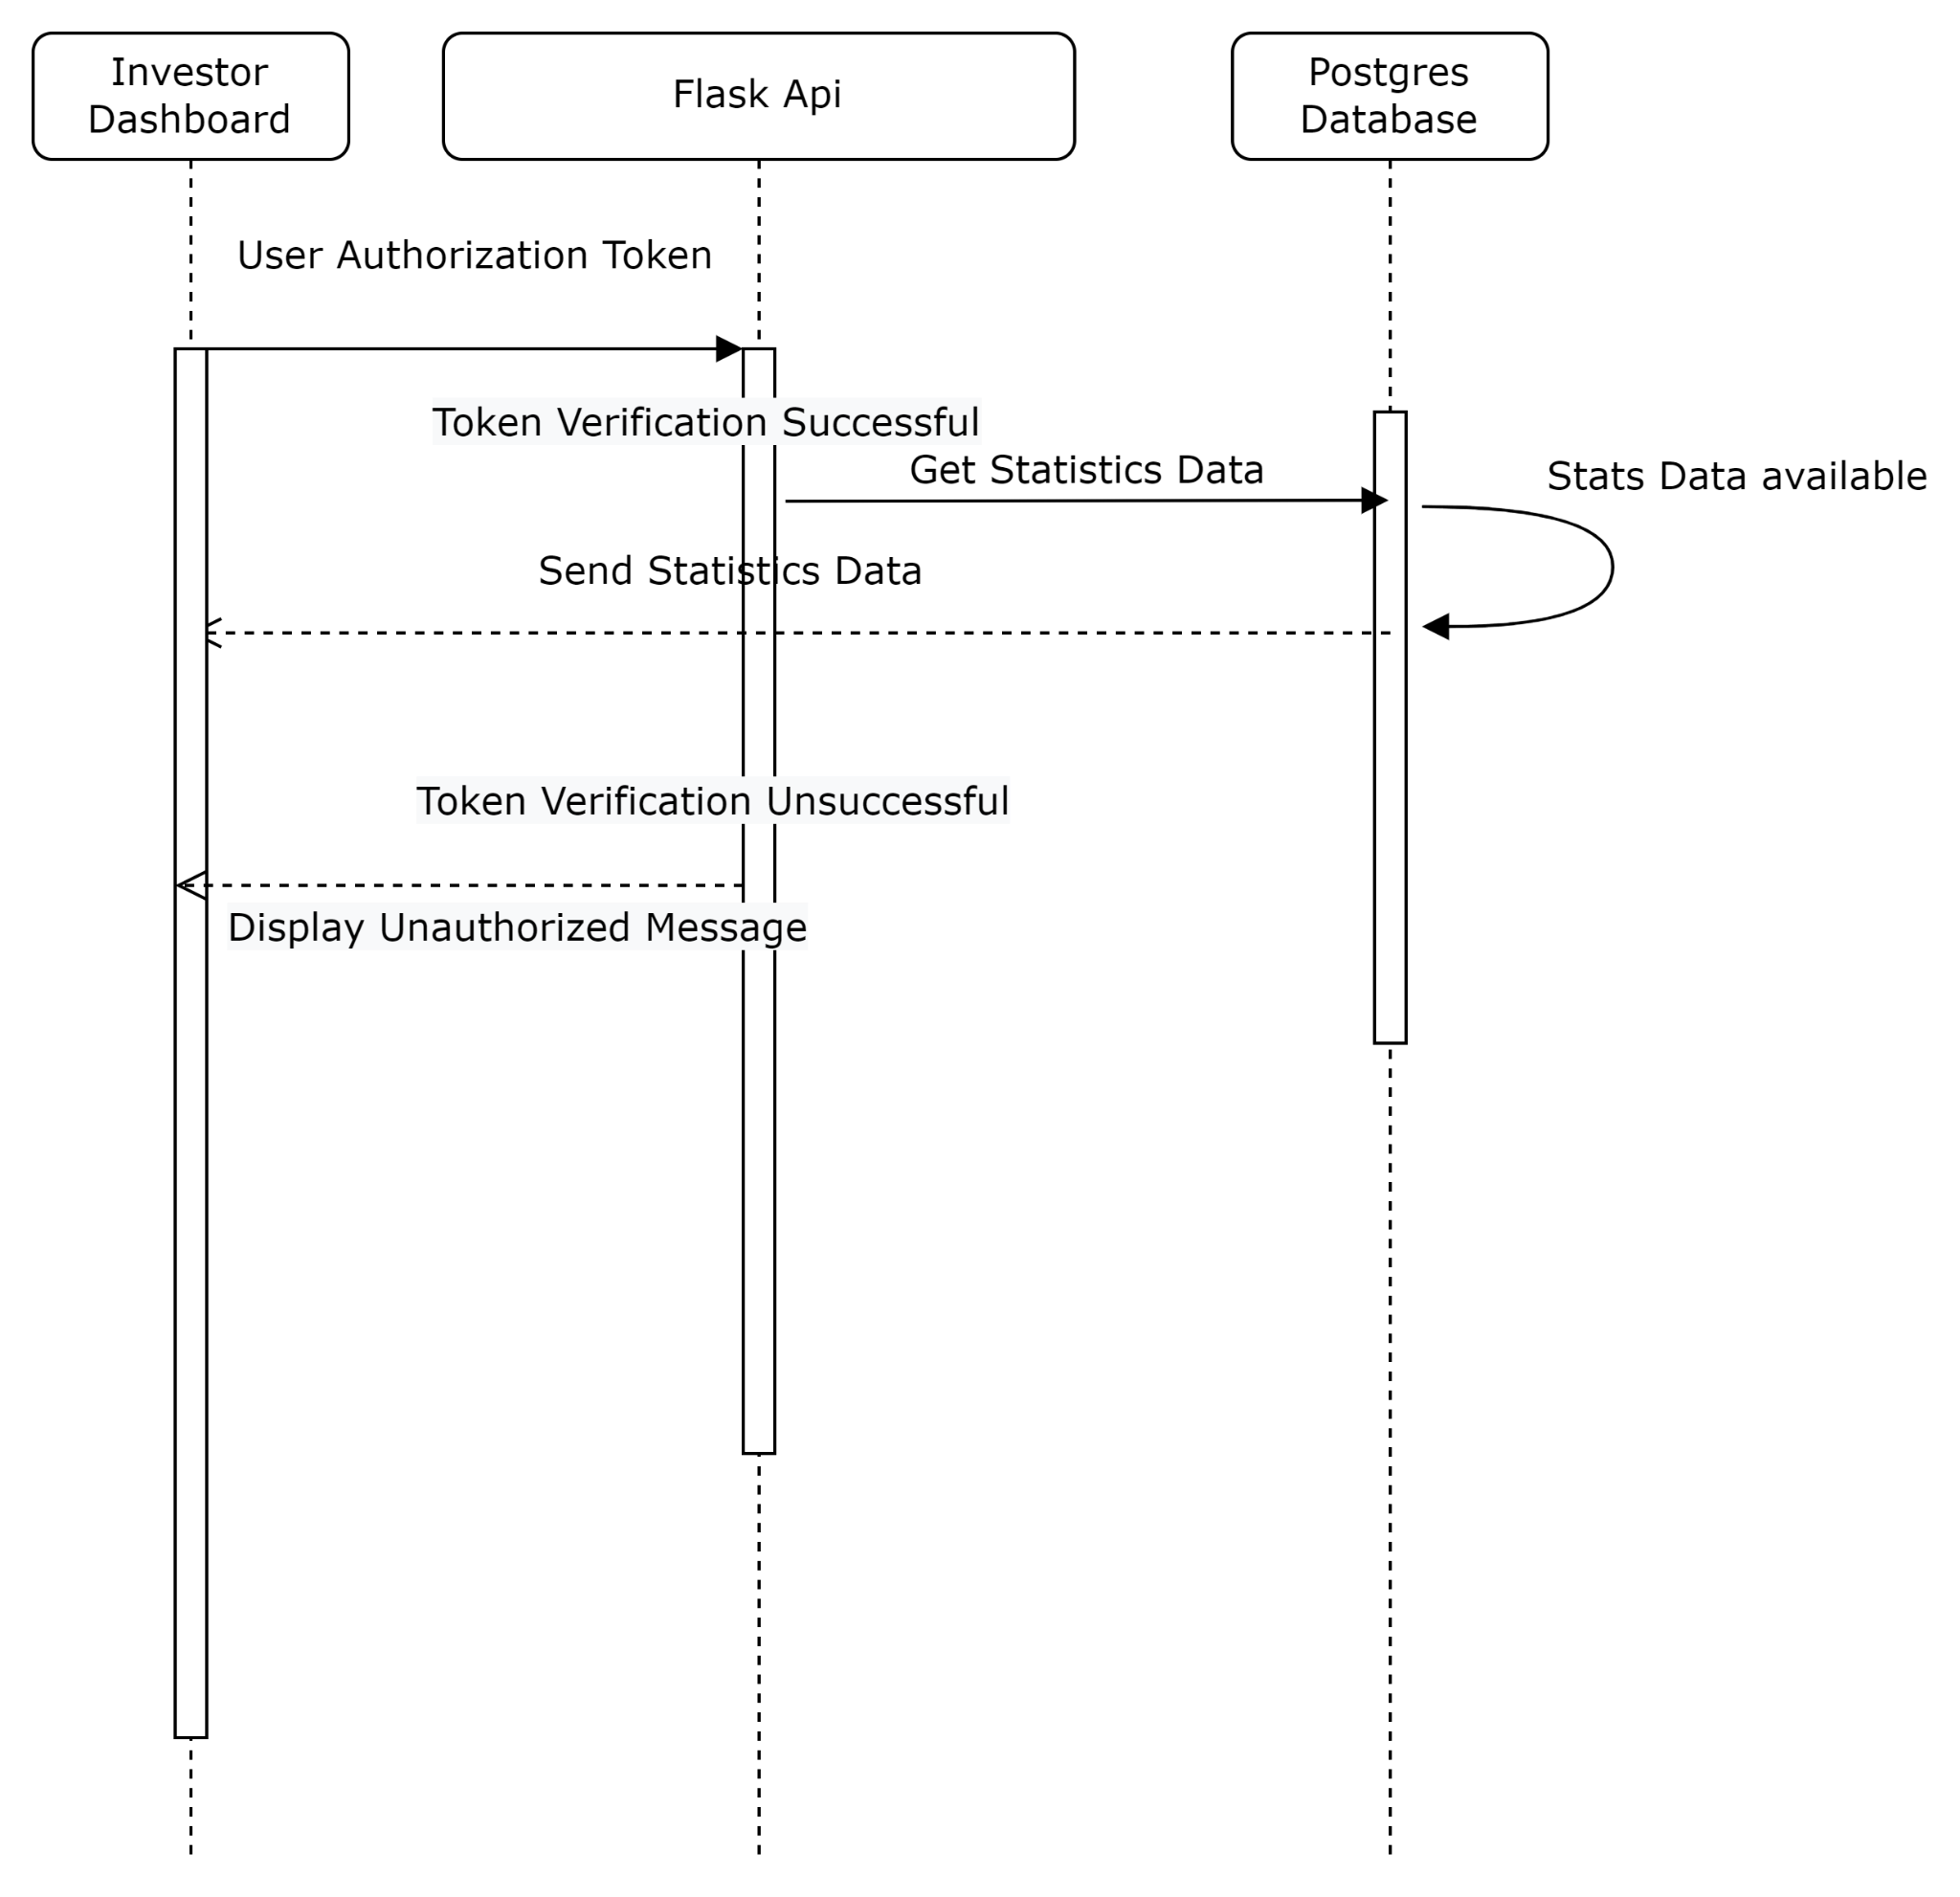 Investor
Dashboard
Flask Api
Postgres
Database
User Authorization Token
Token Verification Successful
Get Statistics Data
Stats Data available
Send Statistics Data
Token Verification Unsuccessful
Display Unauthorized Message